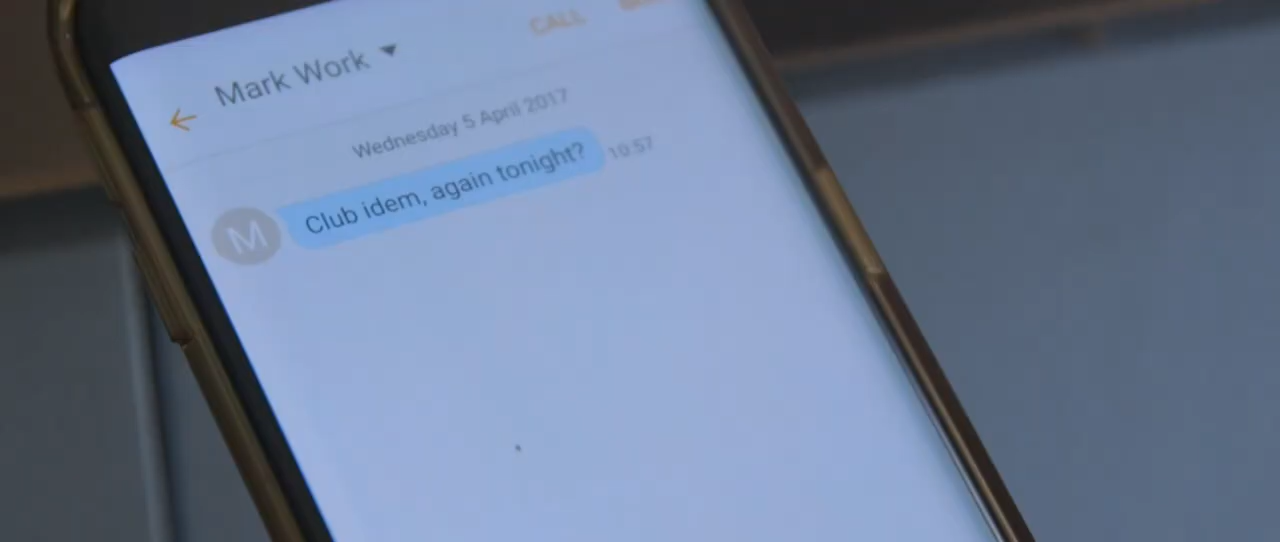 CALL
Mark Work
Wednesday 5 April 2017
Club idem, again tonight?
10:57
M